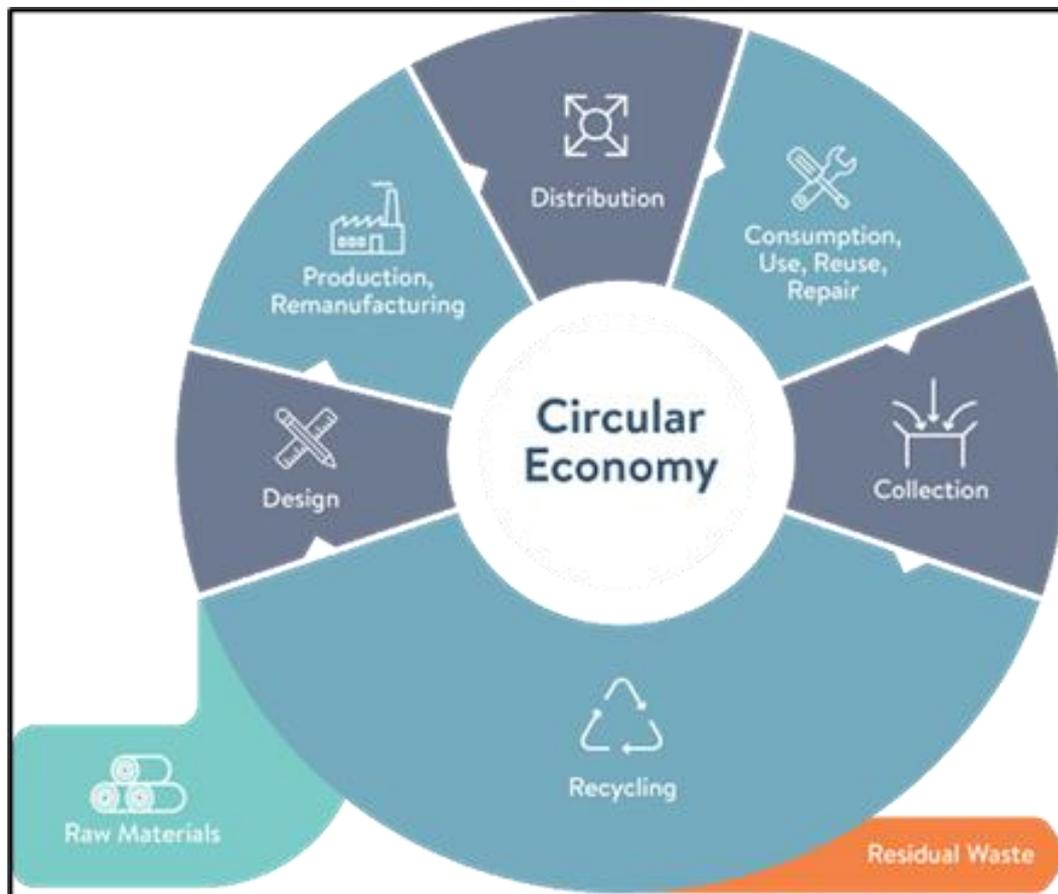 Distribution
Consumption,
Use, Reuse,
Repair
Production,
Remanufacturing
Circular
Economy
Design
Collection
Recycling
Raw Materials
Residual Waste